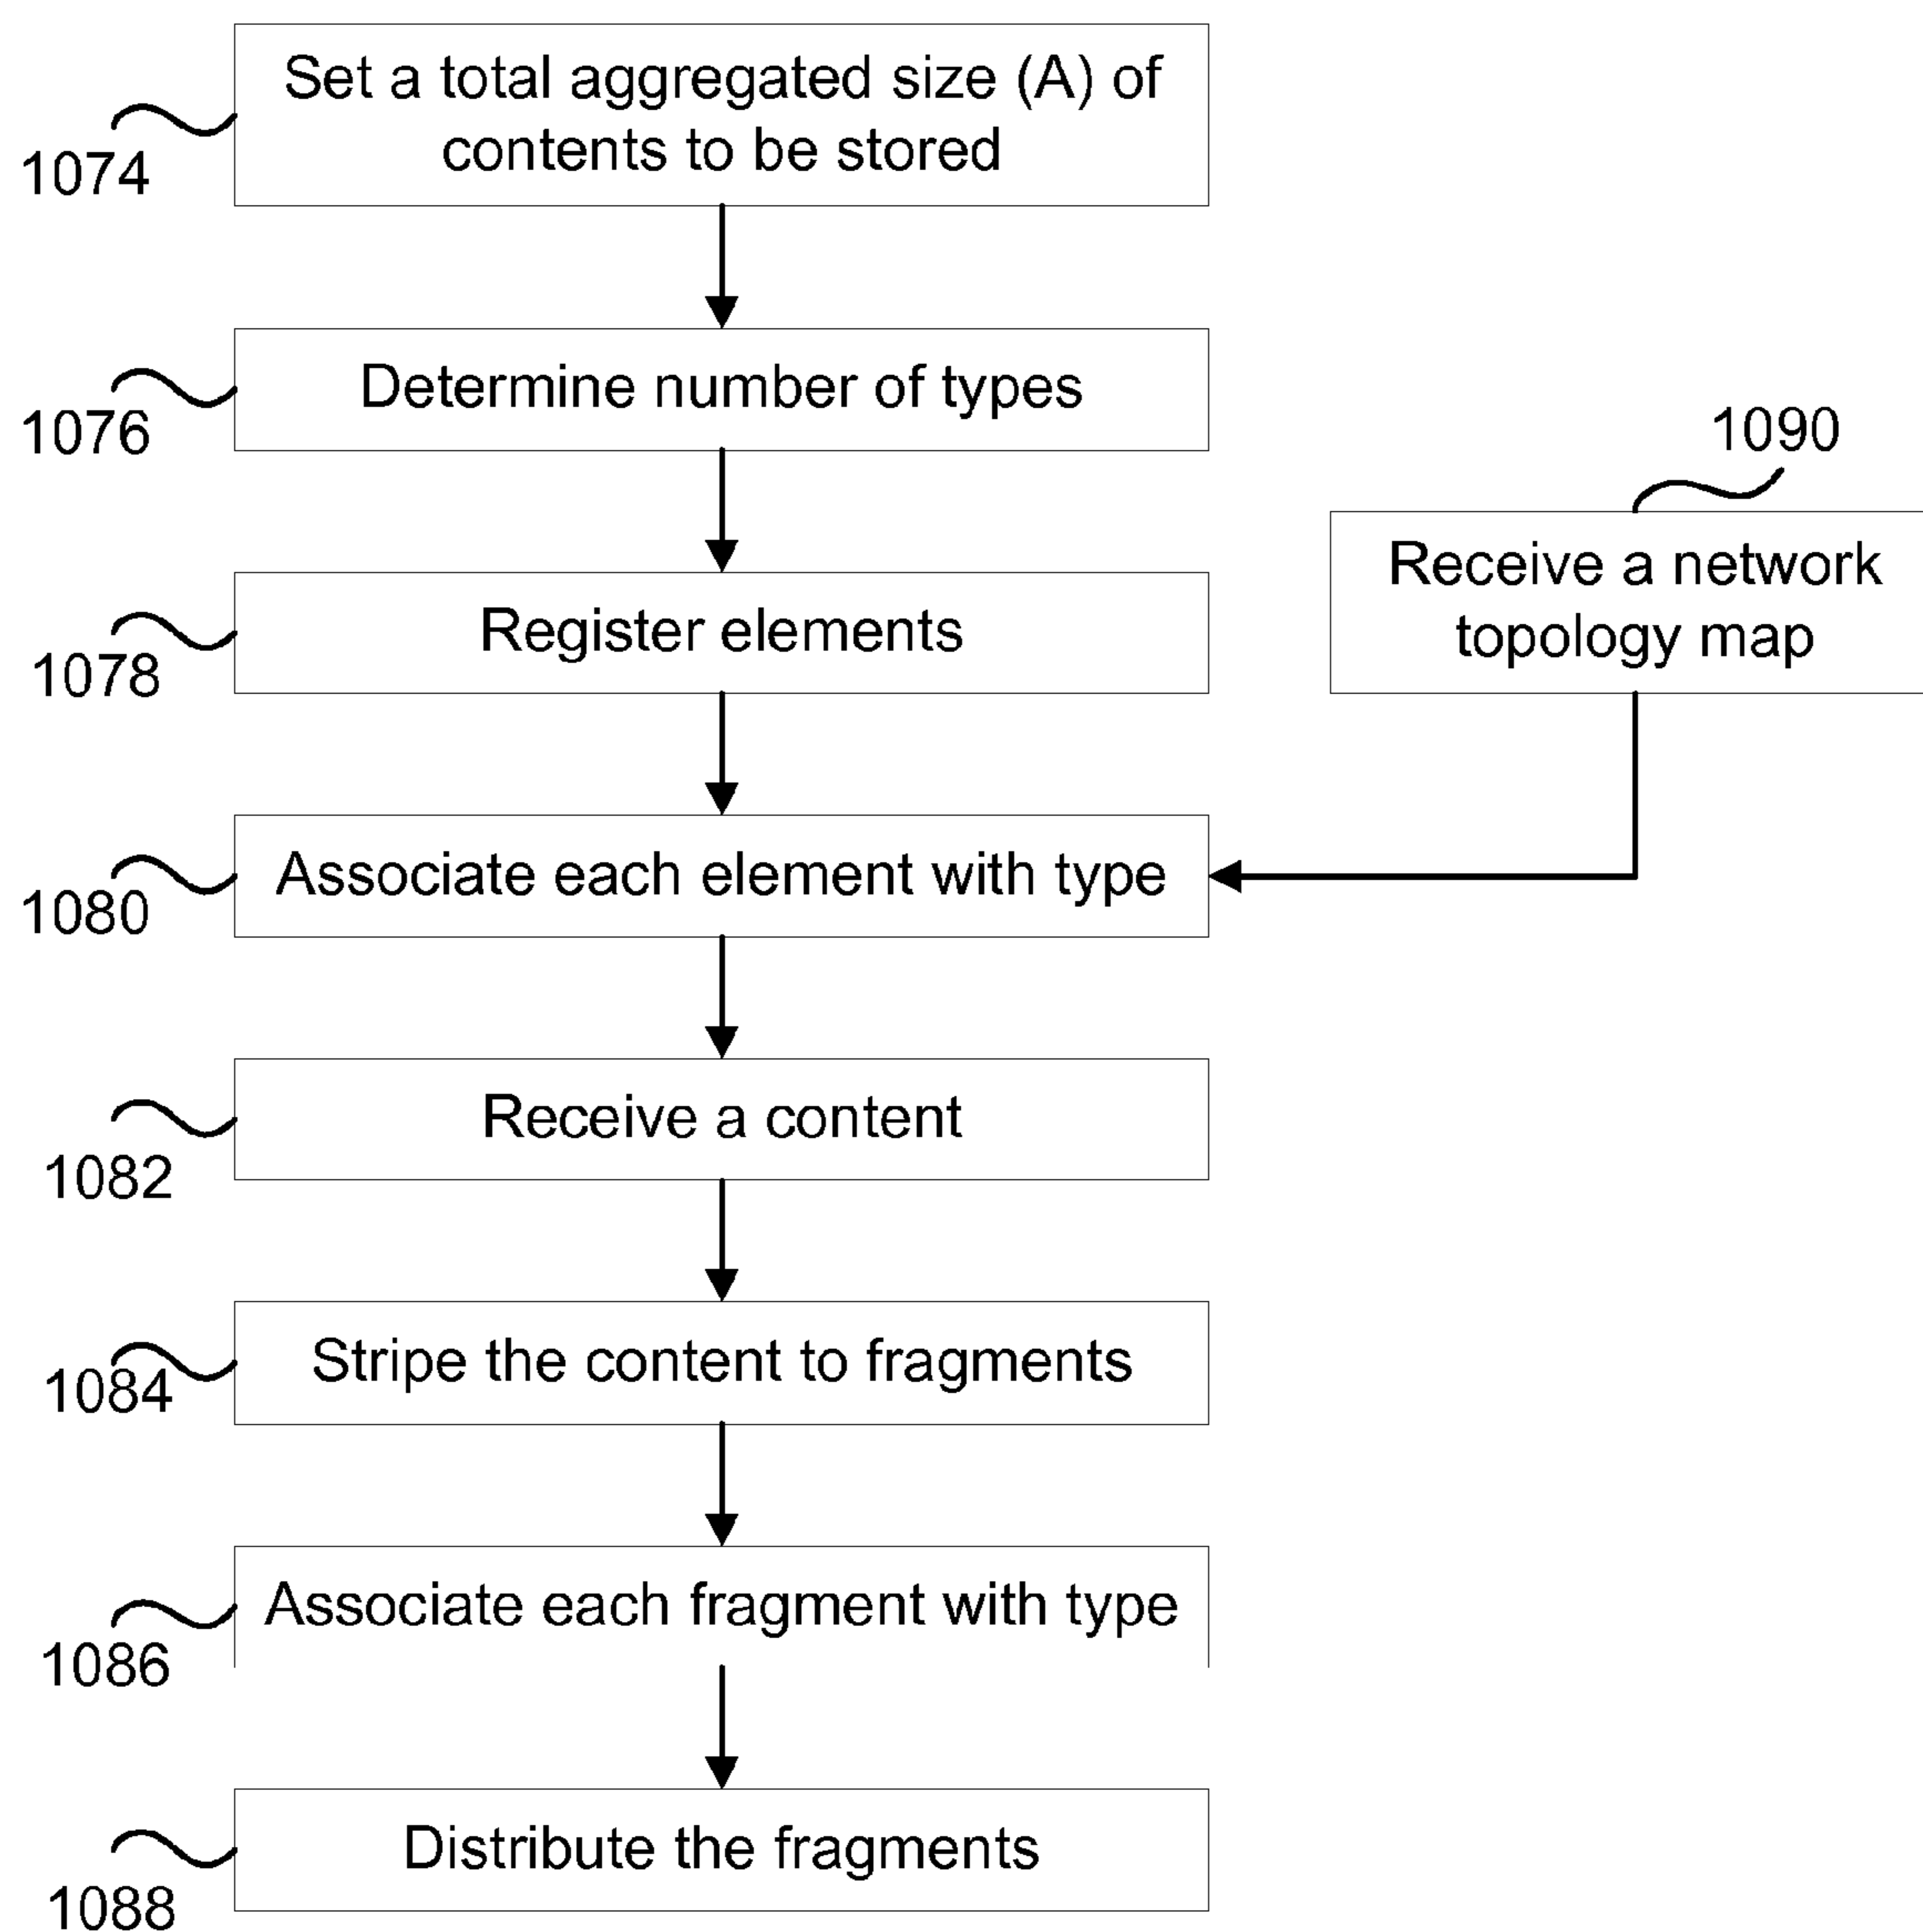 Set a total aggregated size (A) of
contents to be stored
1074
Determine number of types
1076
1090
Receive a network
topology map
Register elements
1078
Associate each element with type
1080
Receive a content
1082
Stripe the content to fragments
1084
Associate each fragment with type
1086
Distribute the fragments
1088